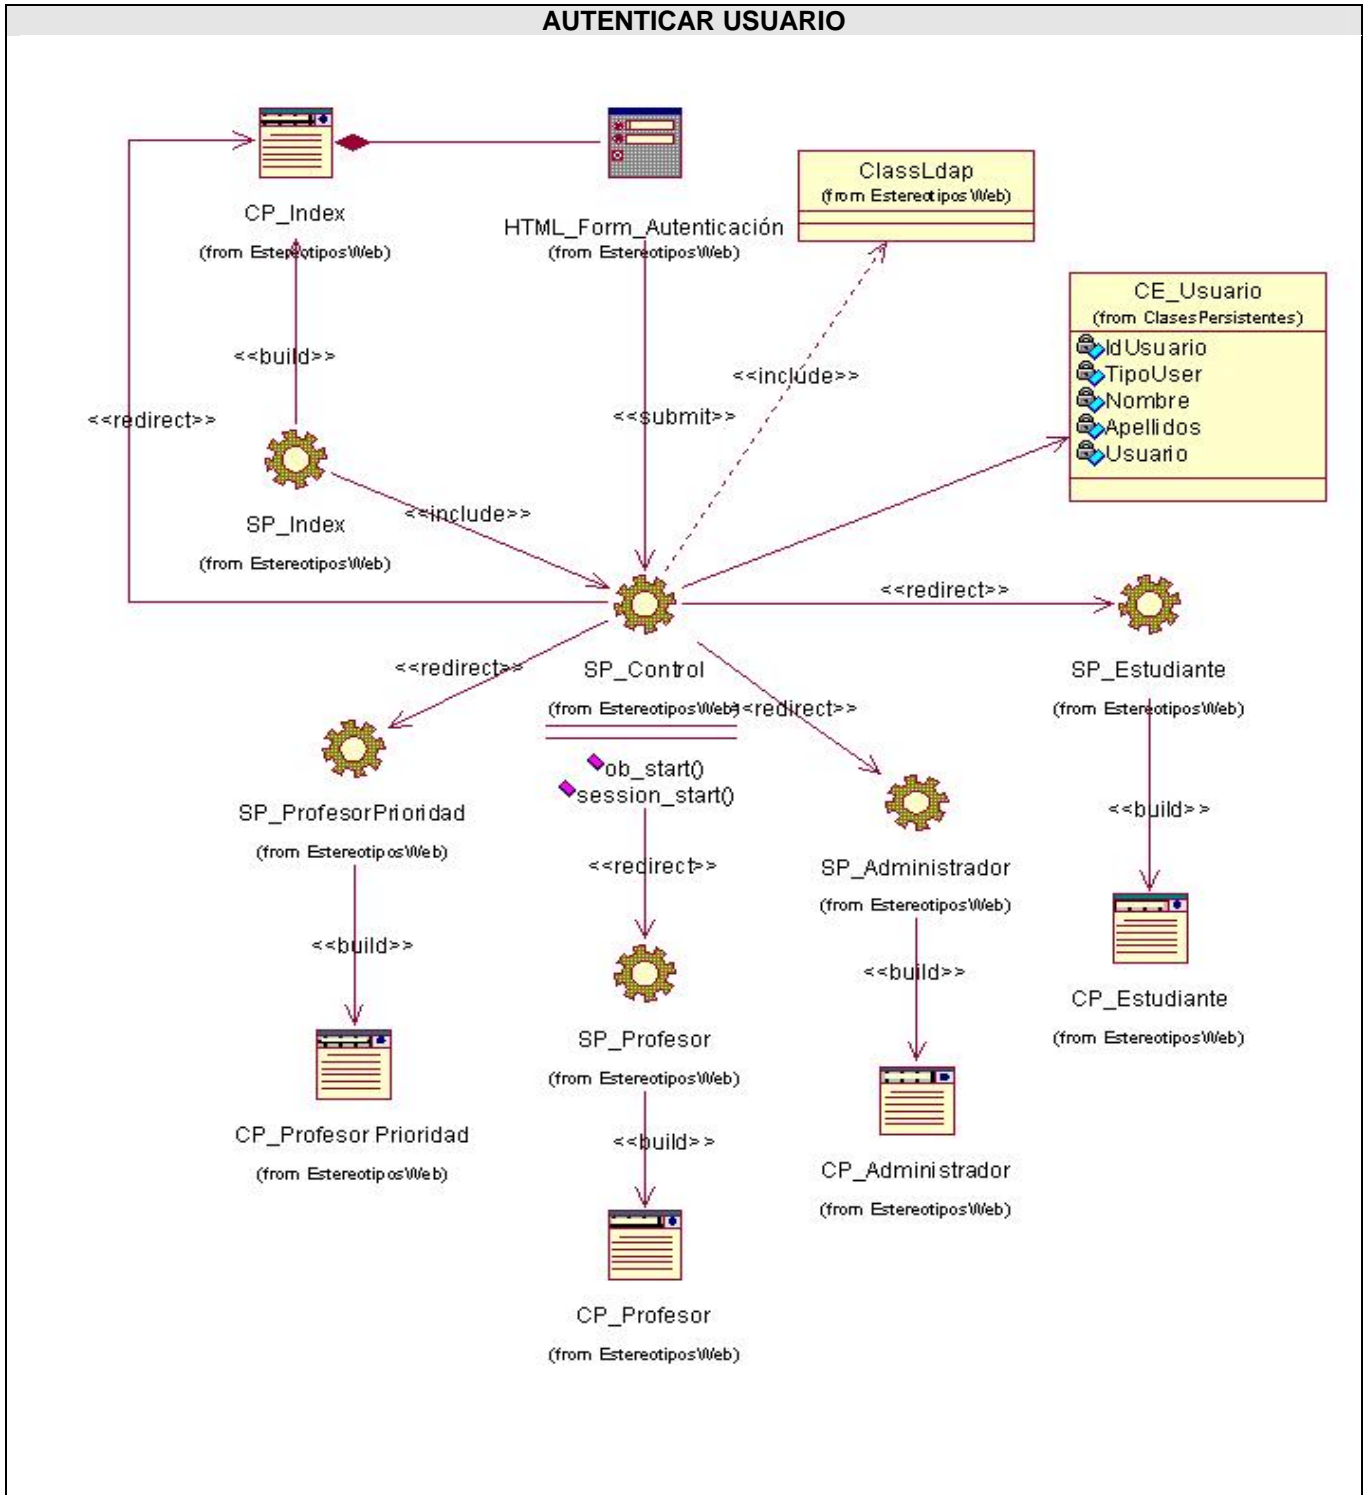 AUTENTICAR USUARIO
CP_Index
(from EstereotiposWeb)
HTML_Form_Autenticación
(from EstereotiposWeb)
ClassLdap
(from EstereotiposWeb)
CE_Usuario
(from ClasesPersistentes)
IdUsuario
TipoUser
Nombre
Apellidos
Usuario
<<build>>
<<redirect>>
<<include>>
<<submit>>
SP_Index
(from EstereotiposWeb)
<<include>>
<<redirect>>
<<redirect>>
SP_Control
(from EstereotiposWeb)
<<redirect>>
ob_start()
session_start()
SP_Estudiante
(from EstereotiposWeb)
SP_ProfesorPrioridad
(from EstereotiposWeb)
<<redirect>>
SP_Administrador
(from EstereotiposWeb)
<<build>>
<<build>>
<<build>>
SP_Profesor
(from EstereotiposWeb)
CP_Estudiante
(from EstereotiposWeb)
CP_Profesor Prioridad
(from EstereotiposWeb)
<<build>>
CP_Administrador
(from EstereotiposWeb)
CP_Profesor
(from EstereotiposWeb)